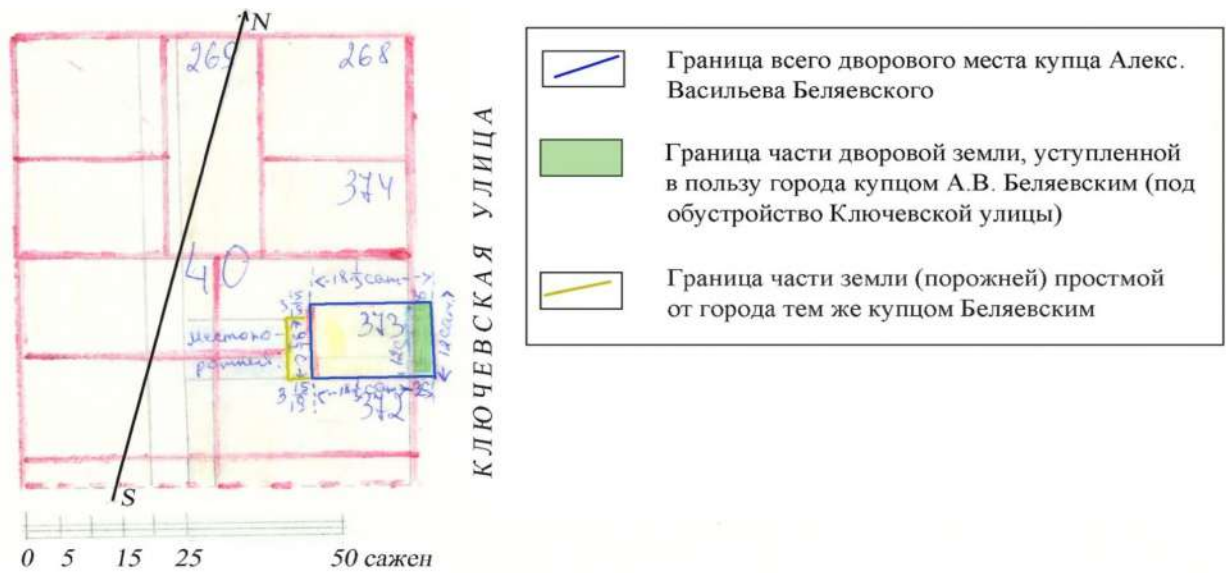 N
269
268
374
40
КЛЮЧЕВСКАЯ УЛИЦА
373
12 саж
372
S
0 5 15 25 50 сажен
Граница всего дворового места купца Алекс.
Васильева Беляевского
Граница части дворовой земли, уступленной
в пользу города купцом А.В. Беляевским (под
обустройство Ключевской улицы)
Граница части земли (порожней) простмой
от города тем же купцом Беляевским